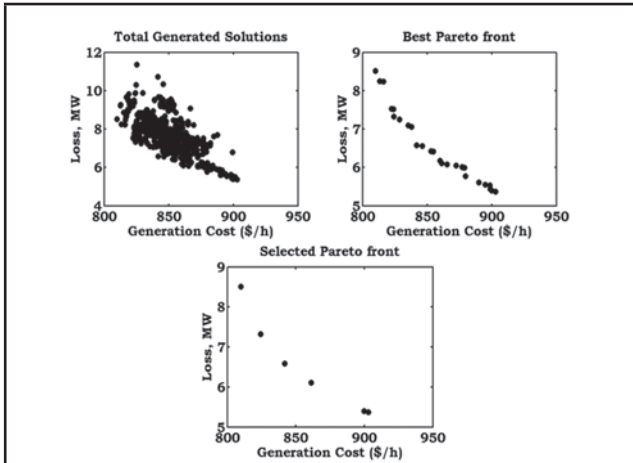 Total Generated Solutions
12
10
8
6
4
Loss, MW
800 850 900 950
Generation Cost ($/h)
Best Pareto front
9
8
7
6
5
Loss, MW
800 850 900 950
Generation Cost ($/h)
Selected Pareto front
9
8
7
6
5
Loss, MW
800 850 900 950
Generation Cost ($/h)